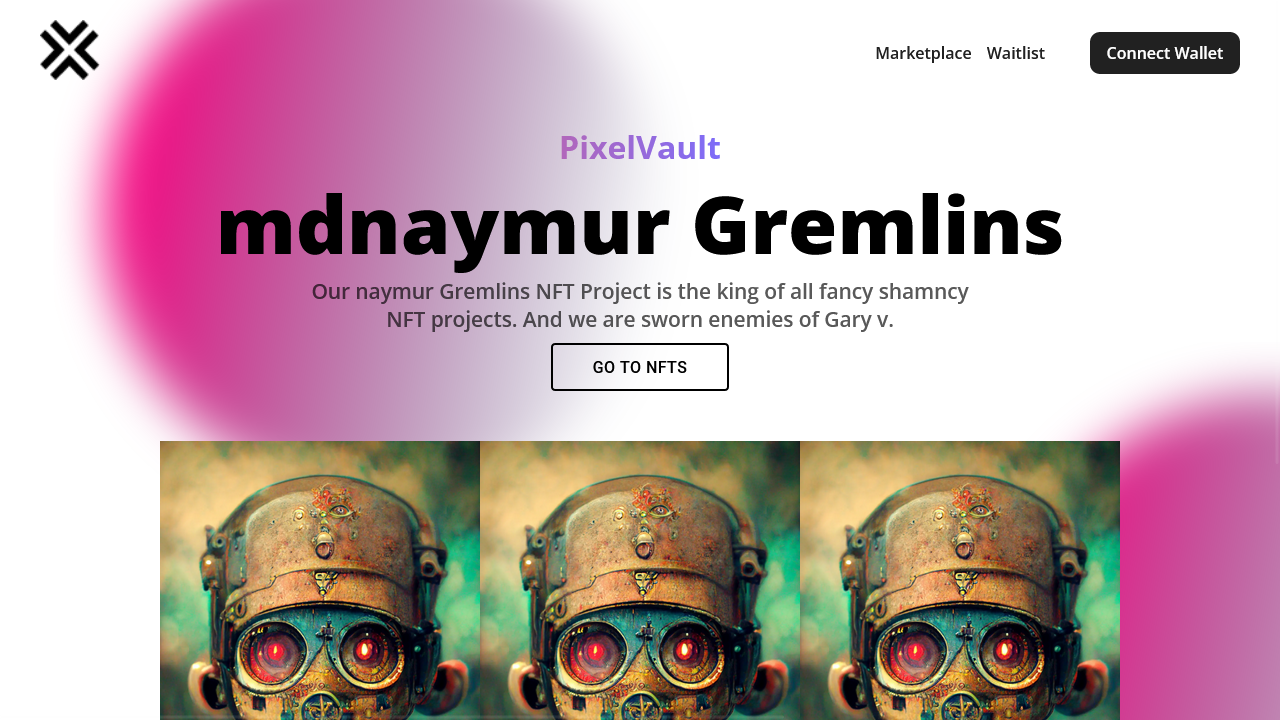 Marketplace Waitlist Connect Wallet
PixelVault
mdnaymur Gremlins
Our naymur Gremlins NFT Project is the king of all fancy shamncy
NFT projects. And we are sworn enemies of Gary v.
GO TO NFTS